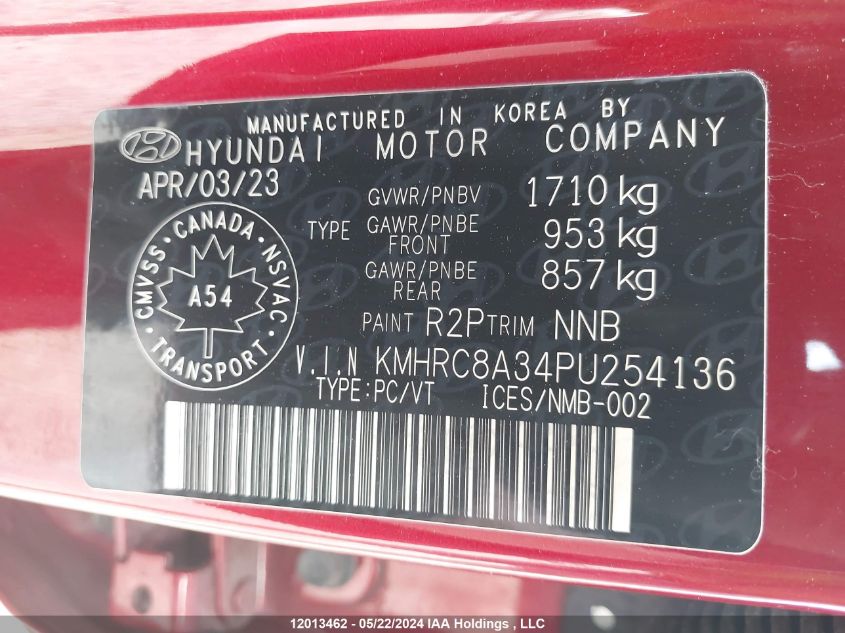 MANUFACTURED IN KOREA BY
HYUNDAI MOTOR COMPANY
APR/03/23
GVWR/PNBV 1710 kg
TYPE GAWR/PNBE FRONT 953 kg
GAWR/PNBE REAR 857 kg
CMVSS · CANADA · NSVAC
A54
· TRANSPORT ·
PAINT R2P TRIM NNB
V.I.N KMHRC8A34PU254136
TYPE:PC/VT ICES/NMB-002
12013462 - 05/22/2024 IAA Holdings , LLC